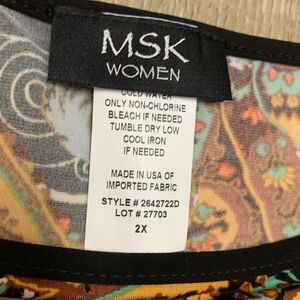 MSK
WOMEN
COLD WATER
ONLY NON-CHLORINE
BLEACH IF NEEDED
TUMBLE DRY LOW
COOL IRON
IF NEEDED
MADE IN USA OF
IMPORTED FABRIC
STYLE # 2642722D
LOT # 27703
2X